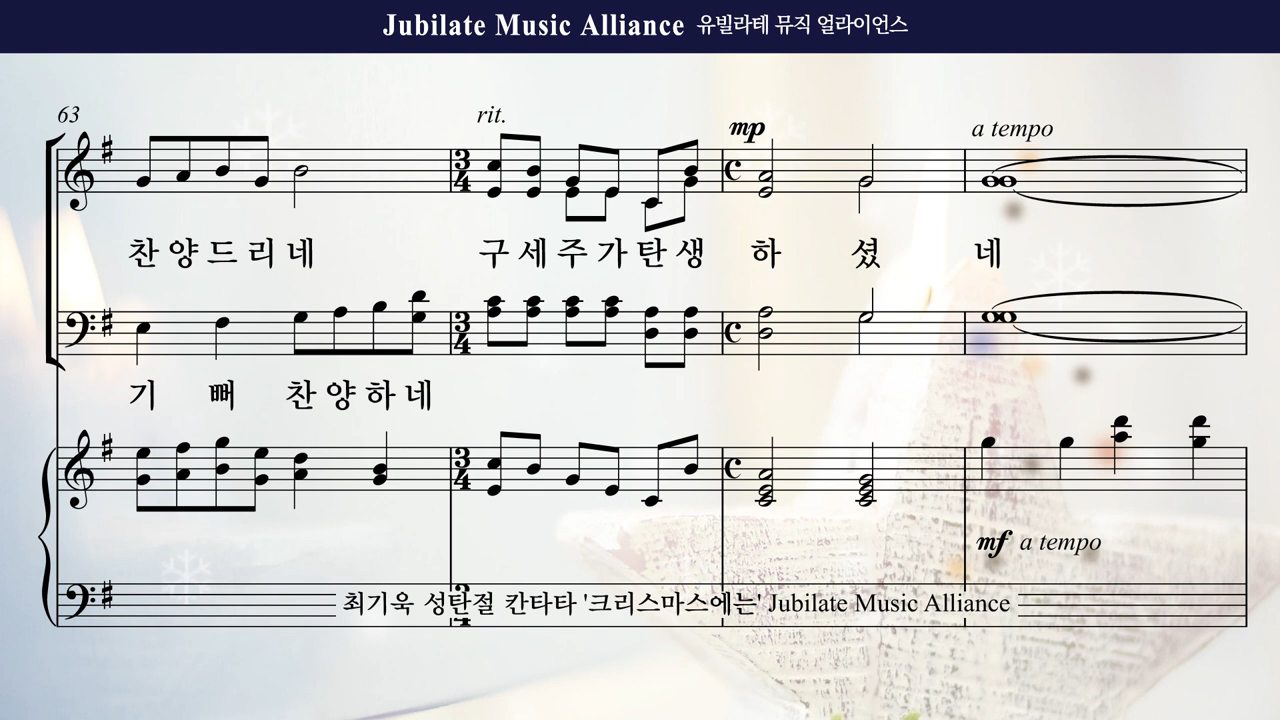 Jubilate Music Alliance 유빌라테 뮤직 얼라이언스
63
rit.
mp
a tempo
찬 양 드 리 네 구 세 주 가 탄 생 하 셨 네
기 뻐 찬 양 하 네
mf a tempo
최기욱 성탄절 칸타타 '크리스마스에는' Jubilate Music Alliance